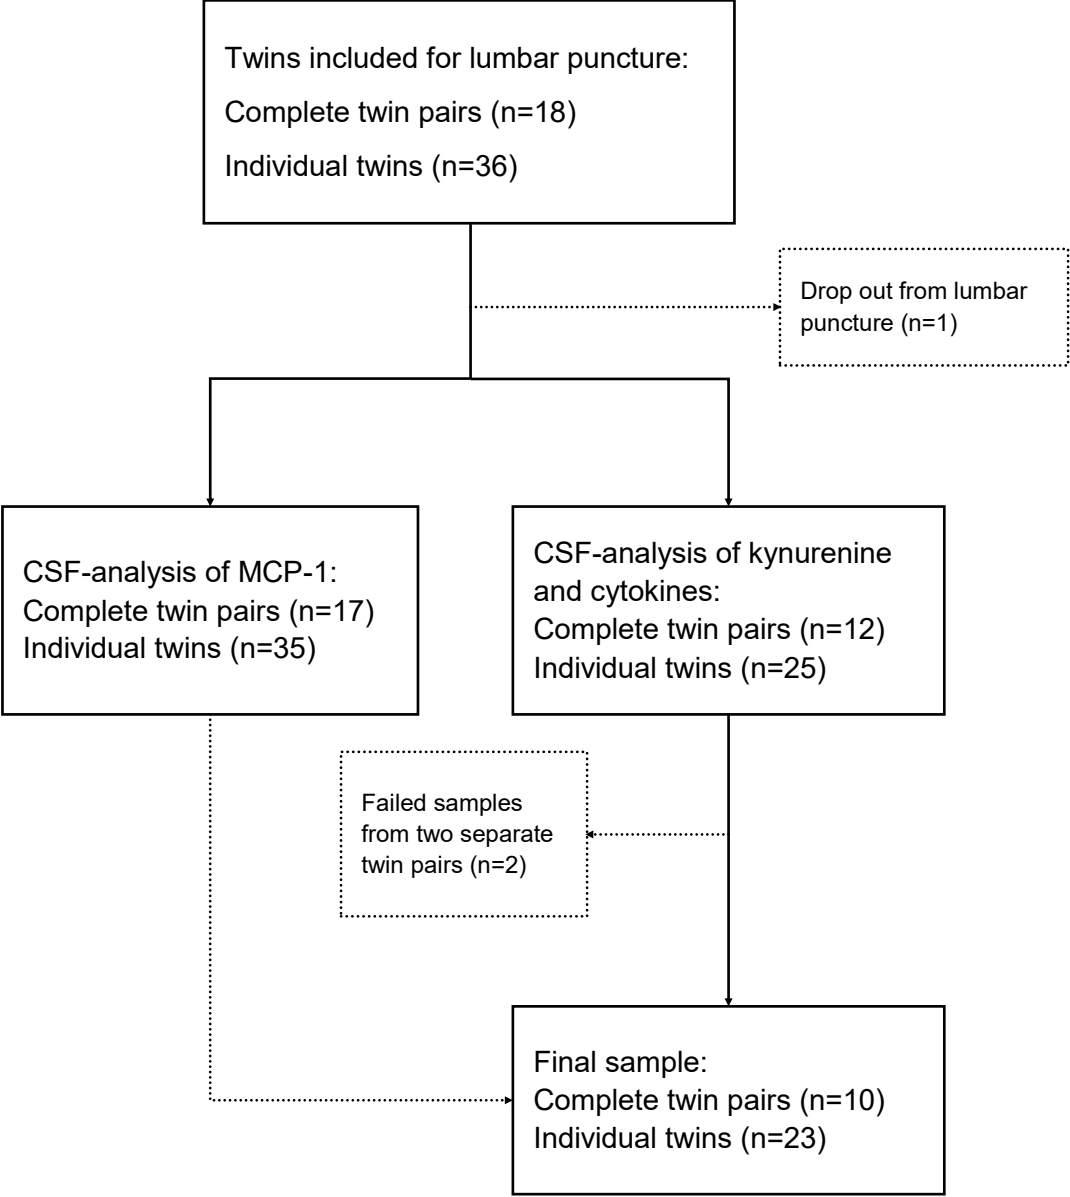 Twins included for lumbar puncture:
Complete twin pairs (n=18)
Individual twins (n=36)
Drop out from lumbar
puncture (n=1)
CSF-analysis of MCP-1:
Complete twin pairs (n=17)
Individual twins (n=35)
CSF-analysis of kynurenine
and cytokines:
Complete twin pairs (n=12)
Individual twins (n=25)
Failed samples
from two separate
twin pairs (n=2)
Final sample:
Complete twin pairs (n=10)
Individual twins (n=23)